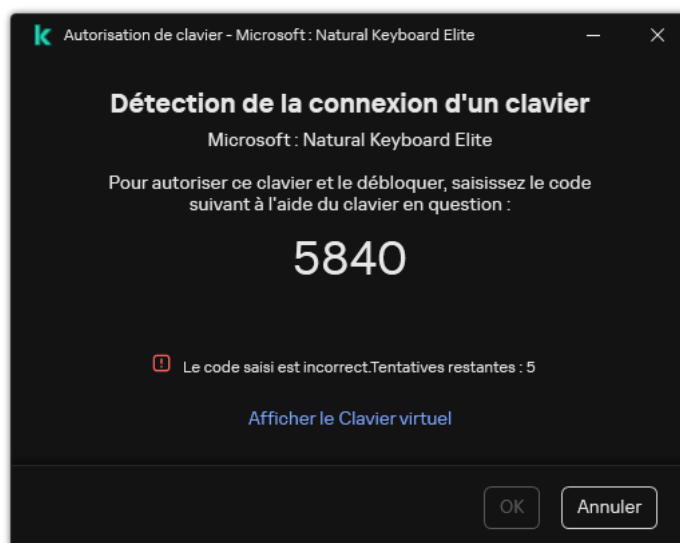 Autorisation de clavier - Microsoft : Natural Keyboard Elite
Détection de la connexion d'un clavier
Microsoft : Natural Keyboard Elite
Pour autoriser ce clavier et le débloquer, saisissez le code
suivant à l'aide du clavier en question :
5840
Le code saisi est incorrect.Tentatives restantes : 5
Afficher le Clavier virtuel
OK
Annuler